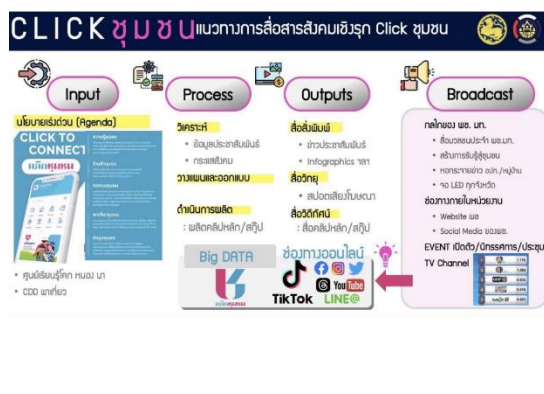 CLICK ชุมชน แนวทางการสื่อสารสังคมเชิงรุก Click ชุมชน
Input
Process
Outputs
Broadcast
นโยบายเร่งด่วน (Agenda)
CLICK TO
CONNECT
คลิกชุมชน
• ศูนย์เรียนรู้โคก หนอง นา
• CDD พาเที่ยว
วิเคราะห์
• ข้อมูลประชาสัมพันธ์
• กระแสสังคม
วางแผนและออกแบบ
ดำเนินการผลิต
: ผลิตคลิปหลัก/สกู๊ป
Big DATA
คลิกชุมชน
สื่อสิ่งพิมพ์
• ข่าวประชาสัมพันธ์
• Infographics ฯลฯ
สื่อวิทยุ
• สปอตเสียงโฆษณา
สื่อวิดีทัศน์
: สื่อคลิปหลัก/สกู๊ป
ช่องทางออนไลน์
YouTube
TikTok LINE@
กลไกของ พช. มท.
• สื่อมวลชนประจำ พช.มท.
• สร้างการรับรู้สู่ชุมชน
• หอกระจายข่าว อปท./หมู่บ้าน
• จอ LED ทุกจังหวัด
ช่องทางภายในหน่วยงาน
• Website พช
• Social Media ของพช.
EVENT เปิดตัว/นิทรรศการ/ประชุม
TV Channel